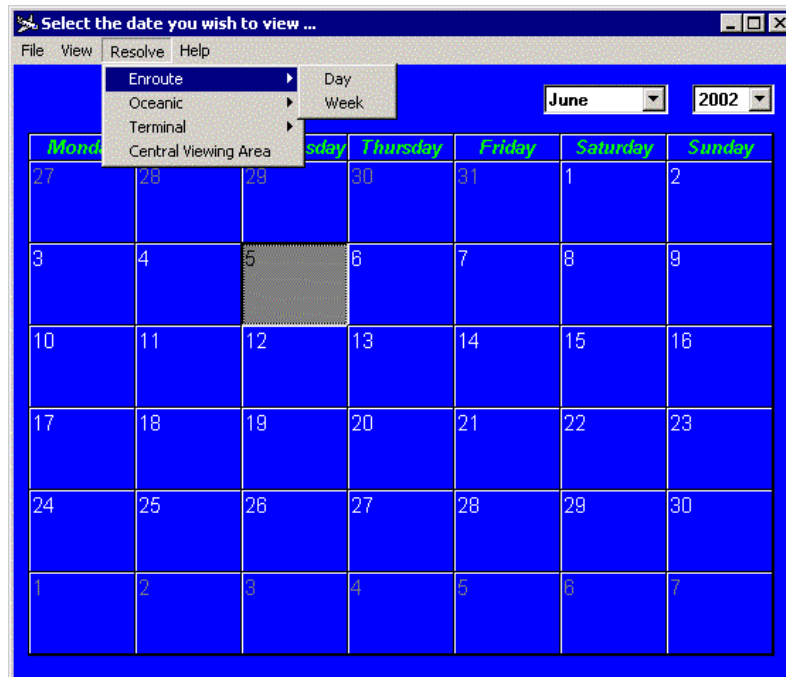 Select the date you wish to view ...
File View Resolve Help
Enroute Day
Oceanic Week
Terminal
Central Viewing Area
June 2002
Thursday Friday Saturday Sunday
27 28 29 30 31 1 2
3 4 5 6 7 8 9
10 11 12 13 14 15 16
17 18 19 20 21 22 23
24 25 26 27 28 29 30
1 2 3 4 5 6 7